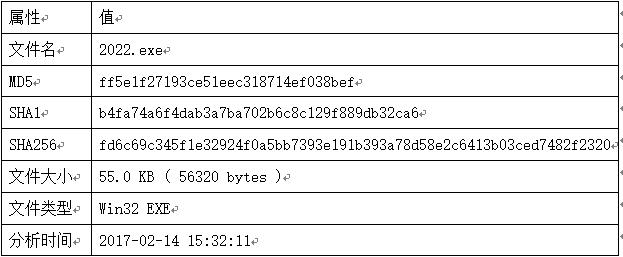 属性 值
文件名 2022.exe
MD5 ff5e1f27193ce51eec318714ef038bef
SHA1 b4fa74a6f4dab3a7ba702b6c8c129f889db32ca6
SHA256 fd6c69c345f1e32924f0a5bb7393e191b393a78d58e2c6413b03ced7482f2320
文件大小 55.0 KB ( 56320 bytes )
文件类型 Win32 EXE
分析时间 2017-02-14 15:32:11